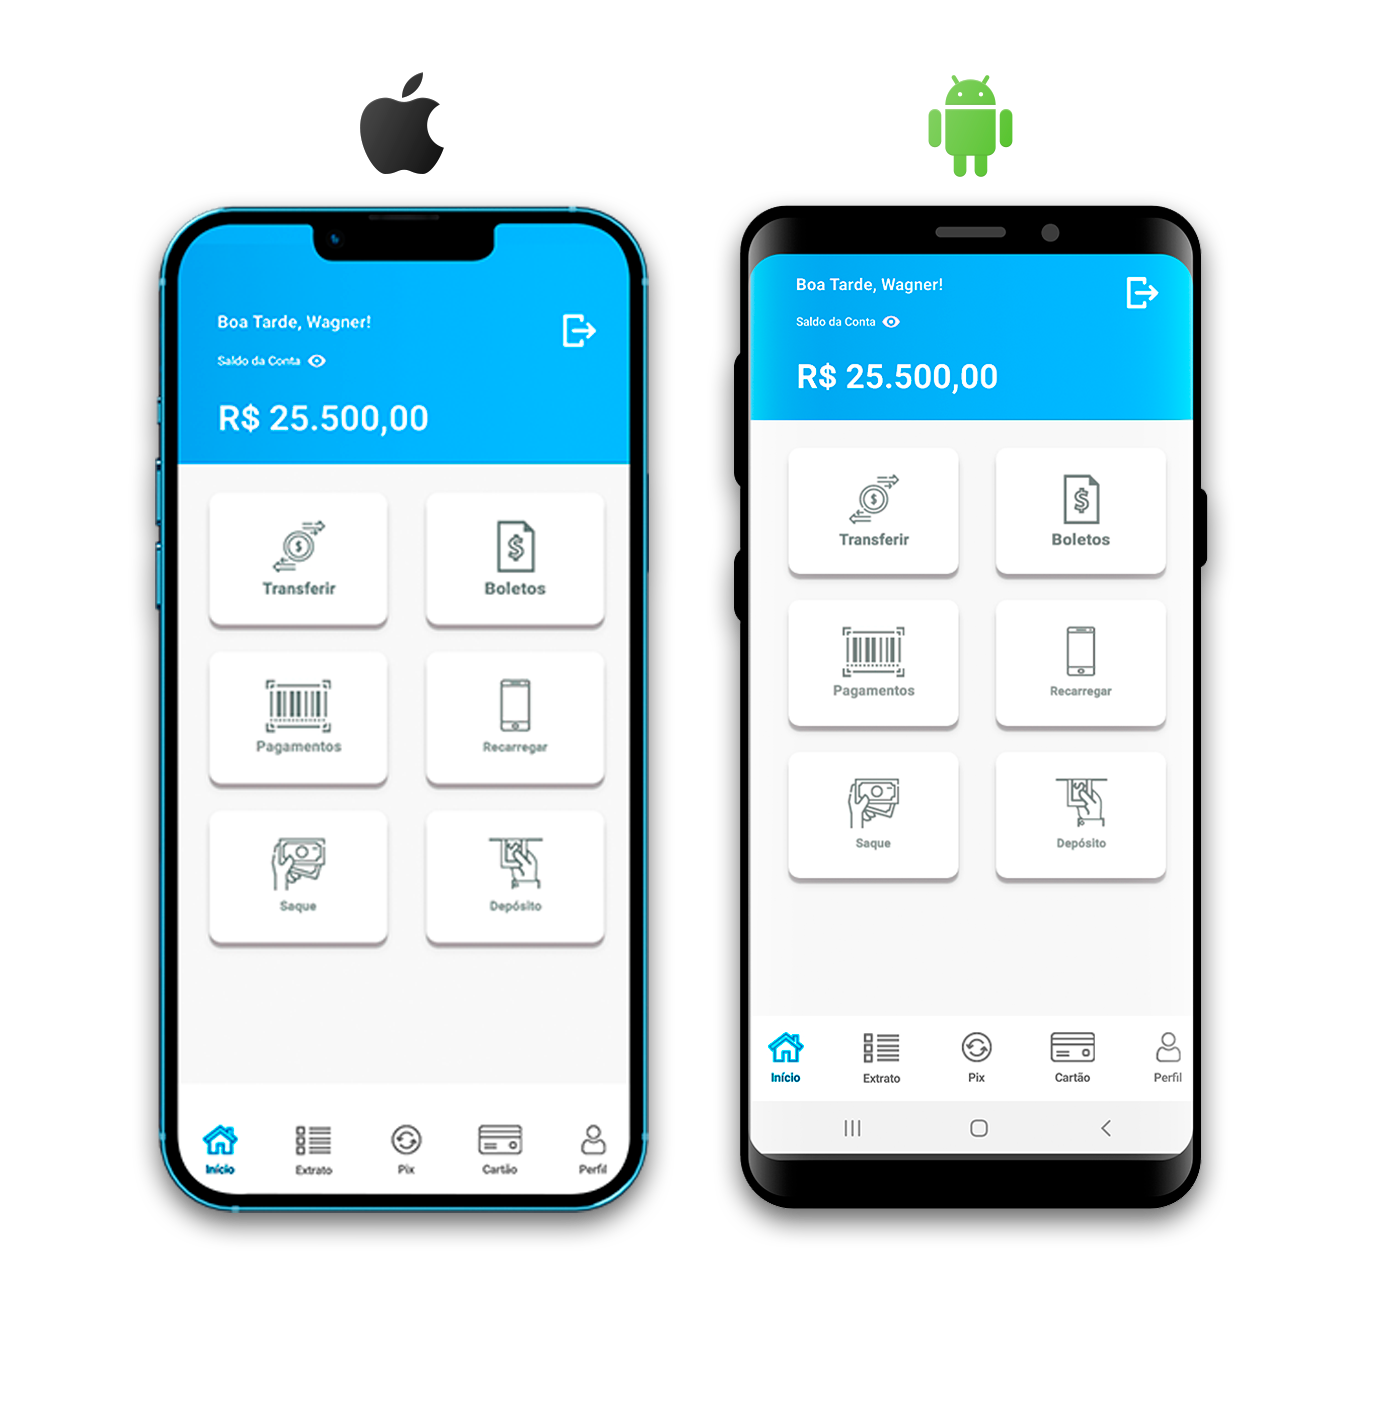 Boa Tarde, Wagner!
Saldo da Conta
R$ 25.500,00
Transferir
Boletos
Pagamentos
Recarregar
Saque
Depósito
Início
Extrato
Pix
Cartão
Perfil
Boa Tarde, Wagner!
Saldo da Conta
R$ 25.500,00
Transferir
Boletos
Pagamentos
Recarregar
Saque
Depósito
Início
Extrato
Pix
Cartão
Perfil